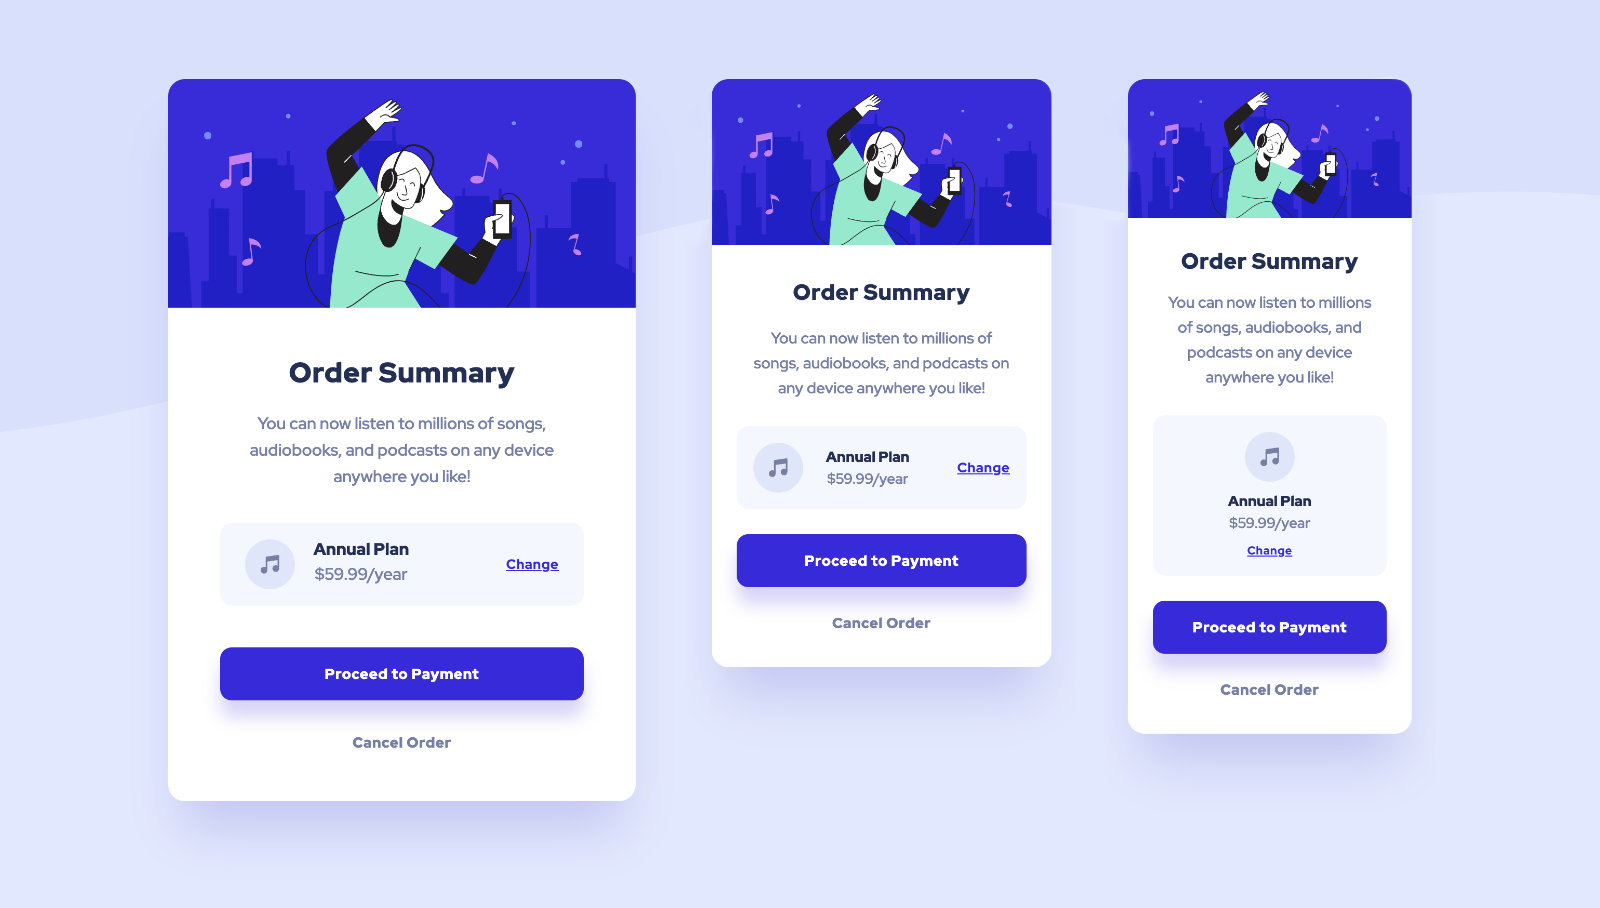 Order Summary
You can now listen to millions of songs,
audiobooks, and podcasts on any device
anywhere you like!
Annual Plan
$59.99/year
Change
Proceed to Payment
Cancel Order
Order Summary
You can now listen to millions of
songs, audiobooks, and podcasts on
any device anywhere you like!
Annual Plan
$59.99/year
Change
Proceed to Payment
Cancel Order
Order Summary
You can now listen to millions
of songs, audiobooks, and
podcasts on any device
anywhere you like!
Annual Plan
$59.99/year
Change
Proceed to Payment
Cancel Order